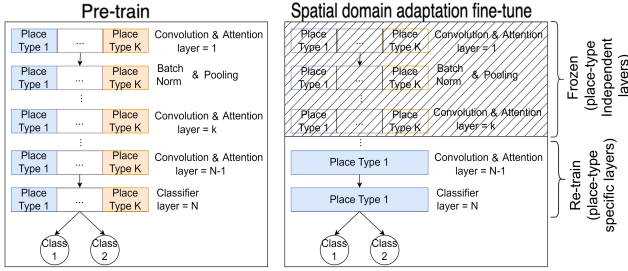 Pre-train
Place Type 1 ... Place Type K Convolution & Attention layer = 1
Place Type 1 ... Place Type K Batch Norm & Pooling
⋮
Place Type 1 ... Place Type K Convolution & Attention layer = k
Place Type 1 ... Place Type K Convolution & Attention layer = N-1
Place Type 1 ... Place Type K Classifier layer = N
Class 1 Class 2
Spatial domain adaptation fine-tune
Place Type 1 ... Place Type K Convolution & Attention layer = 1
Place Type 1 ... Place Type K Batch Norm & Pooling
⋮
Place Type 1 ... Place Type K Convolution & Attention layer = k
⋮
Place Type 1 Convolution & Attention layer = N-1
Place Type 1 Classifier layer = N
Class 1 Class 2
Frozen
(place-type
Independent
layers)
Re-train
(place-type
specific layers)